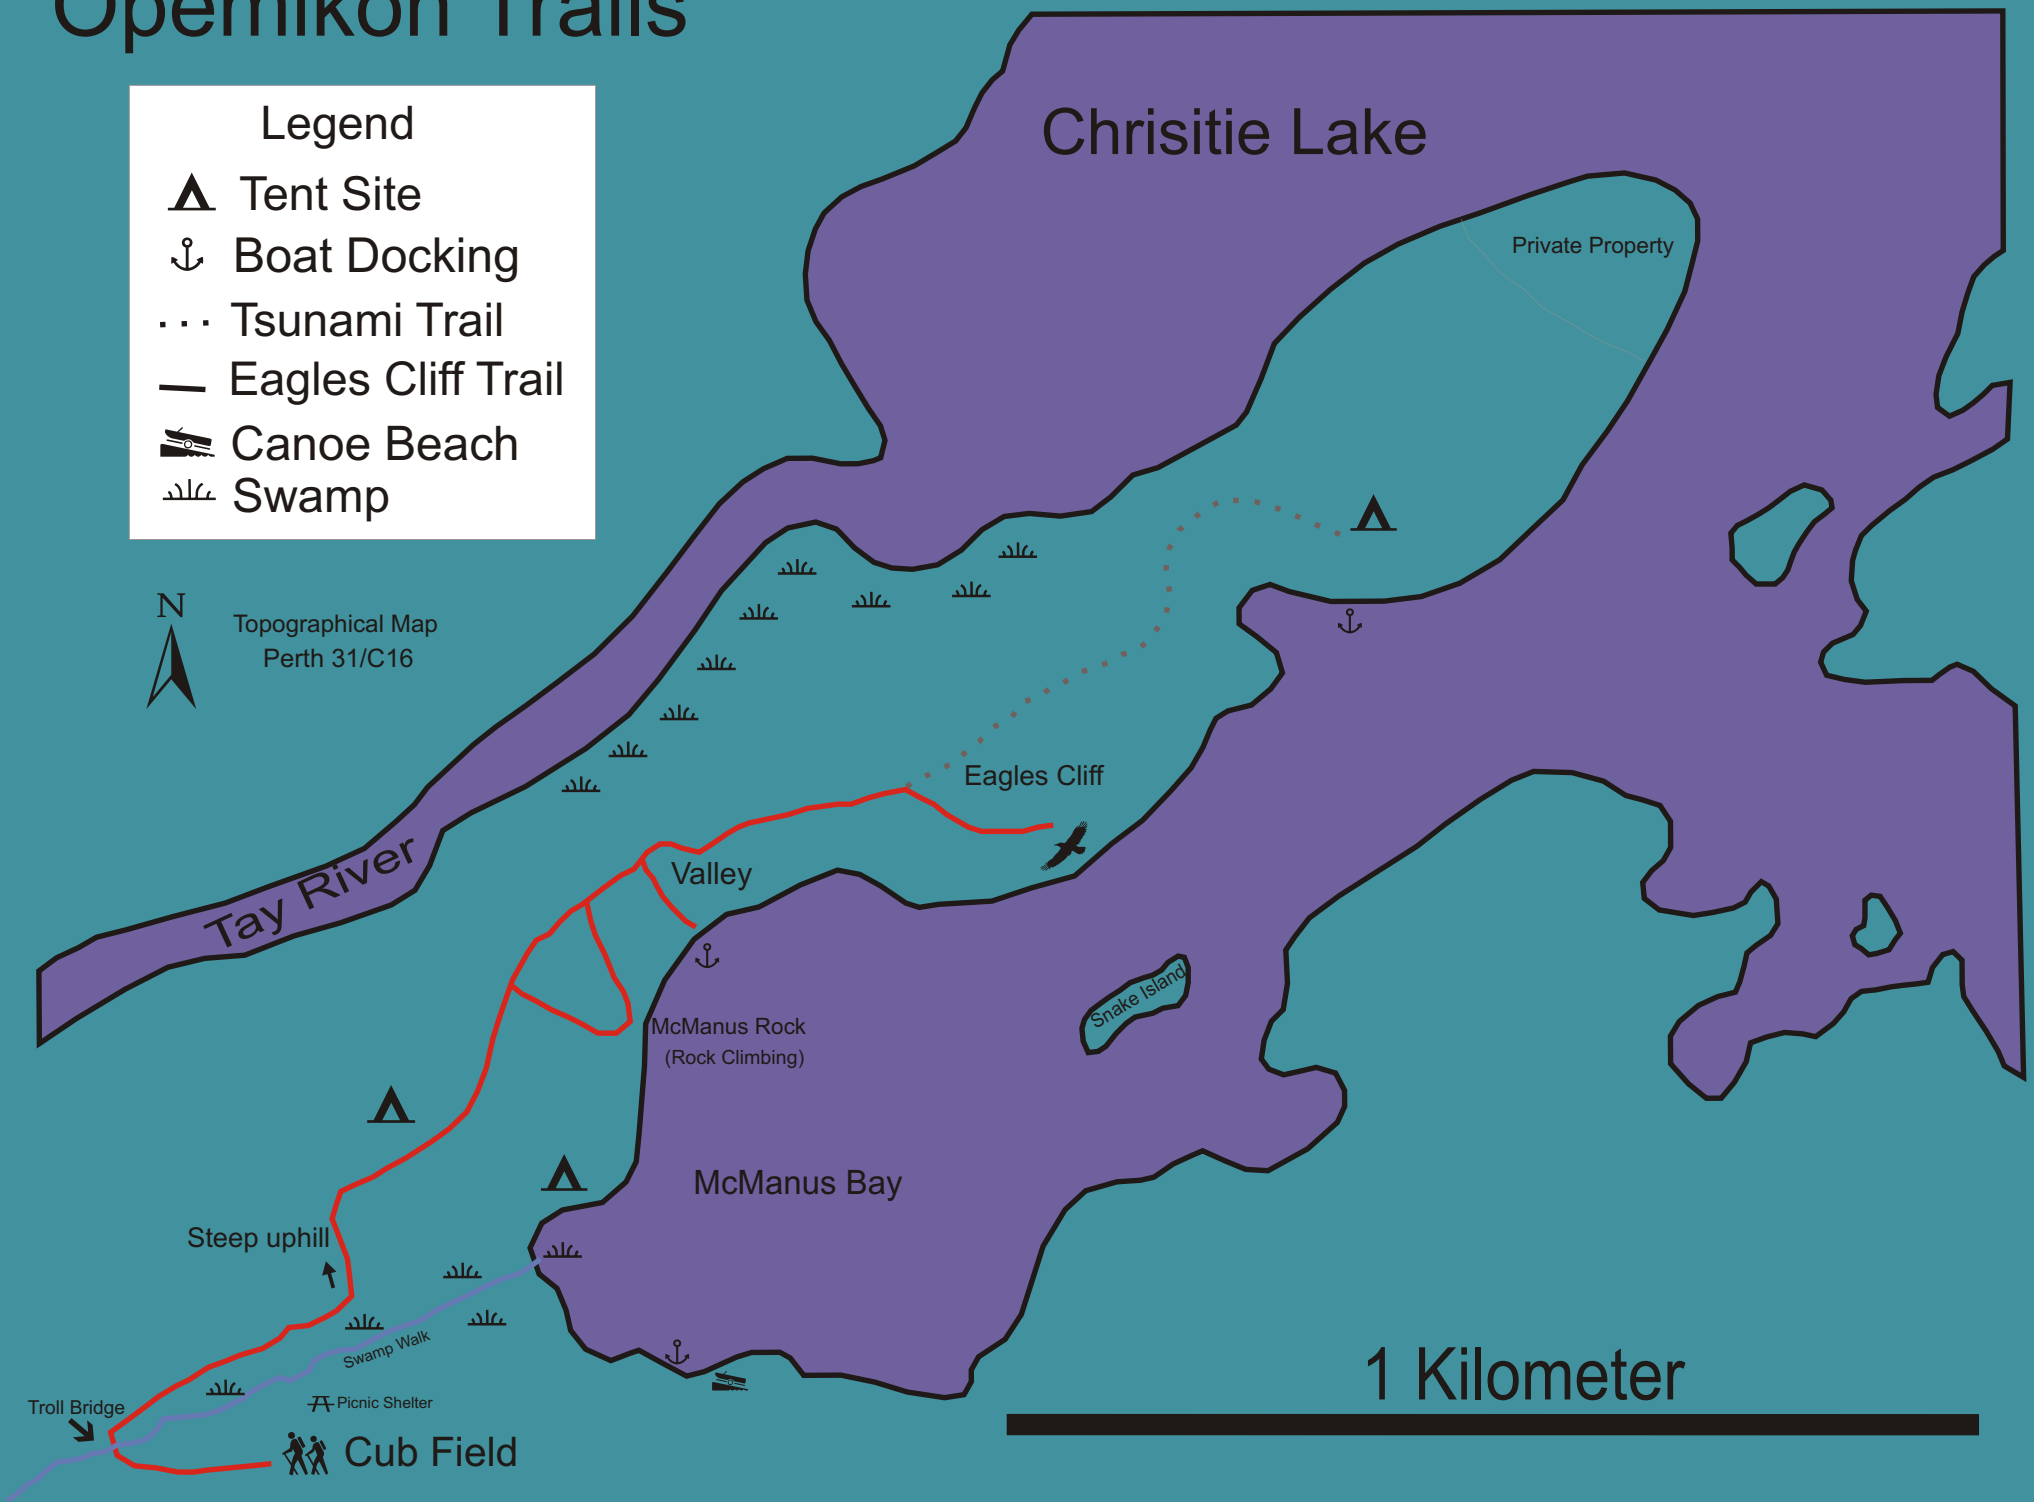 Opemikon Trails
Legend
Tent Site
Boat Docking
Tsunami Trail
Eagles Cliff Trail
Canoe Beach
Swamp
Chrisitie Lake
Private Property
N
Topographical Map
Perth 31/C16
Eagles Cliff
Tay River
Valley
Snake Island
McManus Rock
(Rock Climbing)
McManus Bay
Steep uphill
Swamp Walk
Troll Bridge
Picnic Shelter
Cub Field
1 Kilometer